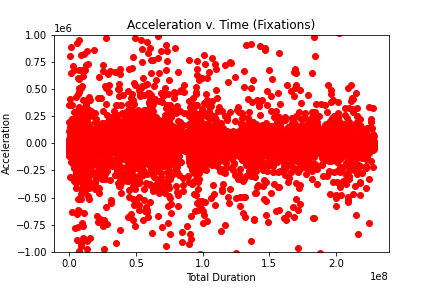 Acceleration v. Time (Fixations)
1e6
1.00
0.75
0.50
0.25
0.00
−0.25
−0.50
−0.75
−1.00
Acceleration
0.0 0.5 1.0 1.5 2.0
1e8
Total Duration